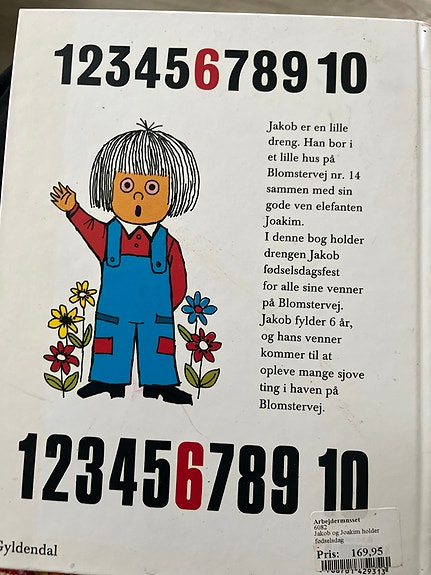 12345678910
Jakob er en lille
dreng. Han bor i
et lille hus på
Blomstervej nr. 14
sammen med sin
gode ven elefanten
Joakim.
I denne bog holder
drengen Jakob
fødselsdagsfest
for alle sine venner
på Blomstervej.
Jakob fylder 6 år,
og hans venner
kommer til at
opleve mange sjove
ting i haven på
Blomstervej.
12345678910
Gyldendal
Arbejdermusset
6082
Jakob og Joakim holder
fødselsdag
Pris: 169,95